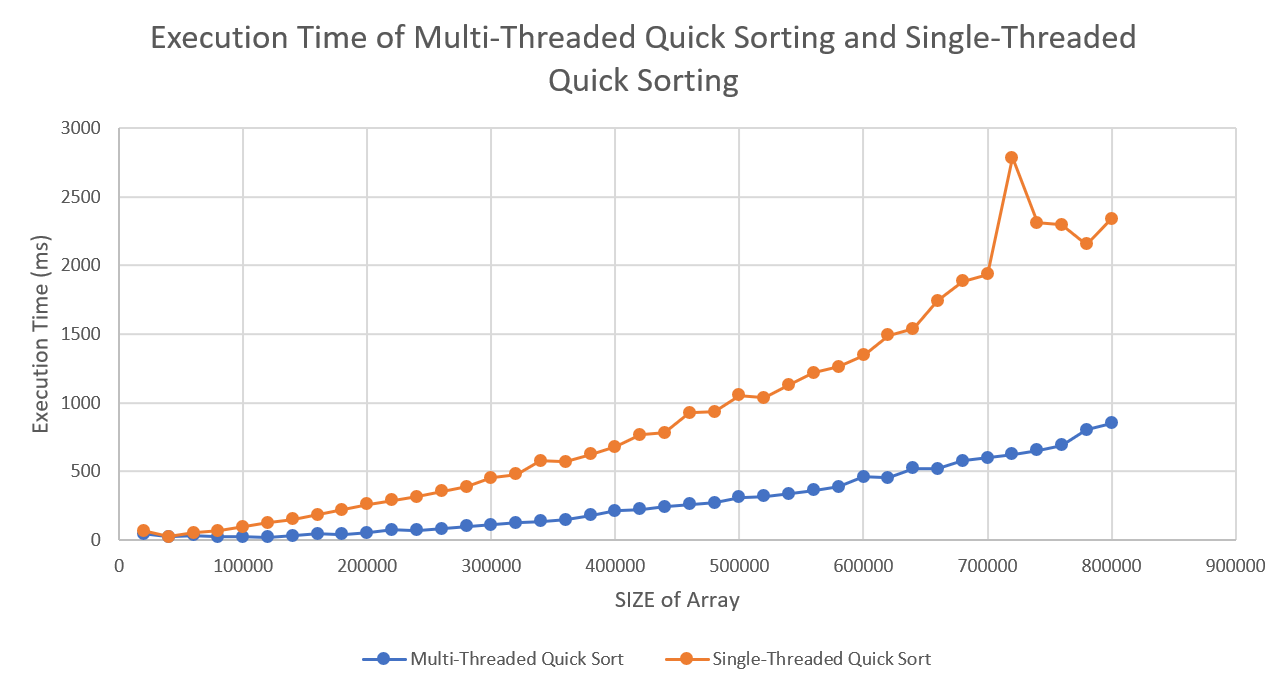 Execution Time of Multi-Threaded Quick Sorting and Single-Threaded
Quick Sorting
3000
2500
2000
1500
1000
500
0
Execution Time (ms)
0 100000 200000 300000 400000 500000 600000 700000 800000 900000
SIZE of Array
Multi-Threaded Quick Sort Single-Threaded Quick Sort